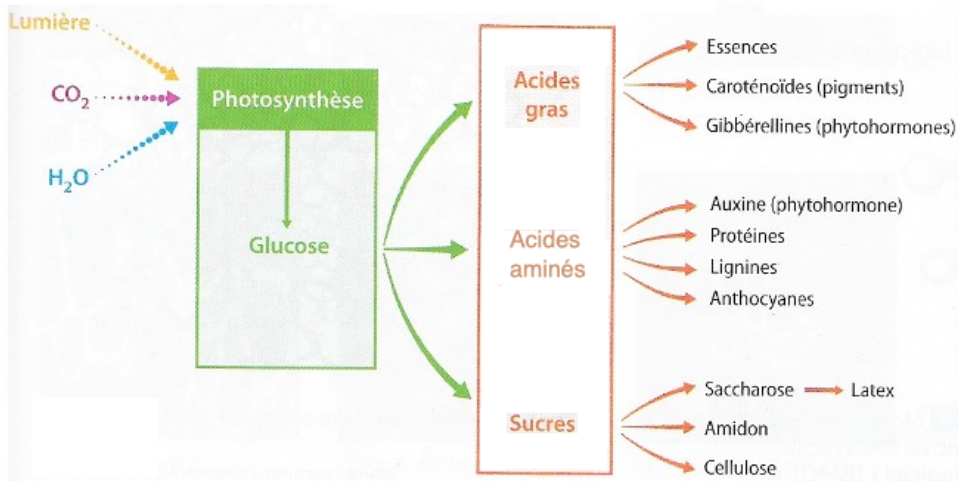 Lumière
CO₂
H₂O
Photosynthèse
Glucose
Acides
gras
Acides
aminés
Sucres
Essences
Caroténoïdes (pigments)
Gibbérellines (phytohormones)
Auxine (phytohormone)
Protéines
Lignines
Anthocyanes
Saccharose
Latex
Amidon
Cellulose